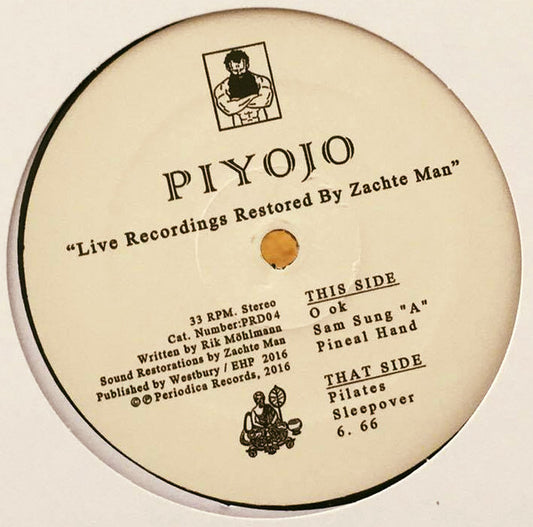 PIYOJO
“Live Recordings Restored By Zachte Man”
33 RPM. Stereo
Cat. Number:PRD04
Written by Rik Möhlmann
Sound Restorations by Zachte Man
Published by Westbury / EHP 2016
©℗ Periodica Records, 2016
THIS SIDE
O ok
Sam Sung "A"
Pineal Hand
THAT SIDE
Pilates
Sleepover
6. 66